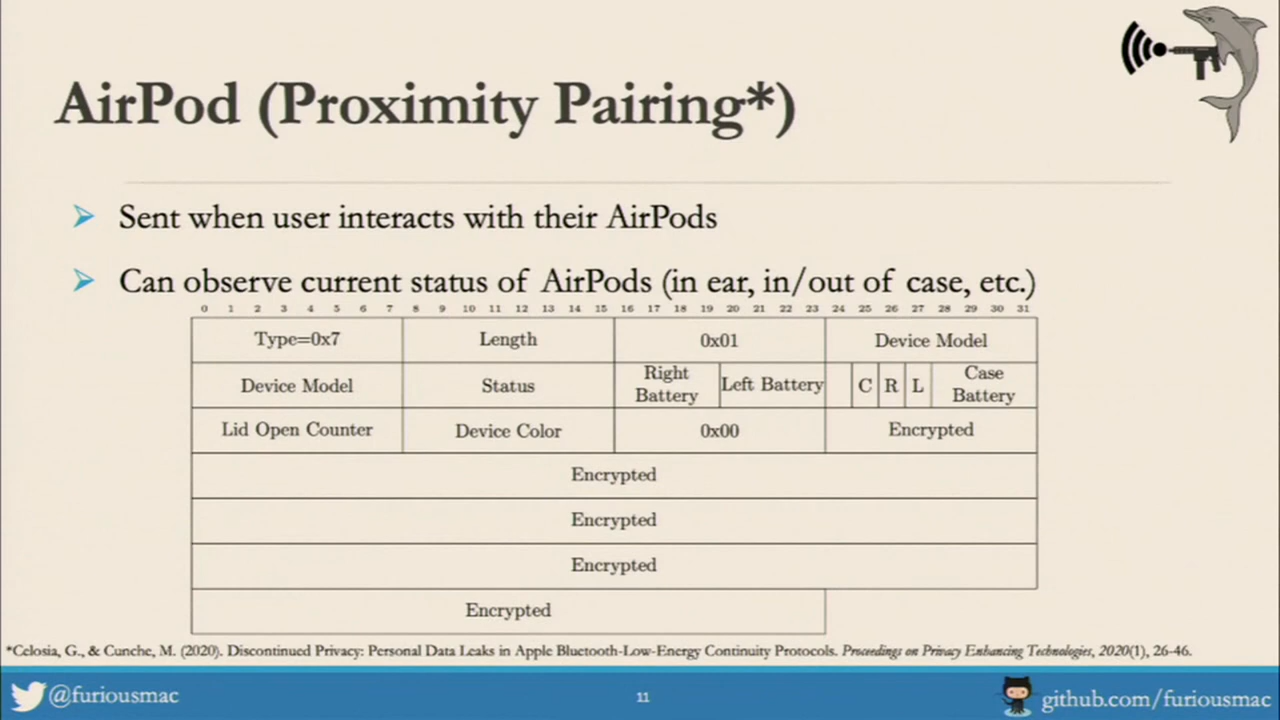 AirPod (Proximity Pairing*)
Sent when user interacts with their AirPods
Can observe current status of AirPods (in ear, in/out of case, etc.)
0 1 2 3 4 5 6 7 8 9 10 11 12 13 14 15 16 17 18 19 20 21 22 23 24 25 26 27 28 29 30 31
Type=0x7 Length 0x01 Device Model
Device Model Status Right Battery Left Battery C R L Case Battery
Lid Open Counter Device Color 0x00 Encrypted
Encrypted
Encrypted
Encrypted
Encrypted
*Celosia, G., & Cunche, M. (2020). Discontinued Privacy: Personal Data Leaks in Apple Bluetooth-Low-Energy Continuity Protocols. Proceedings on Privacy Enhancing Technologies, 2020(1), 26-46.
@furiousmac 11 github.com/furiousmac